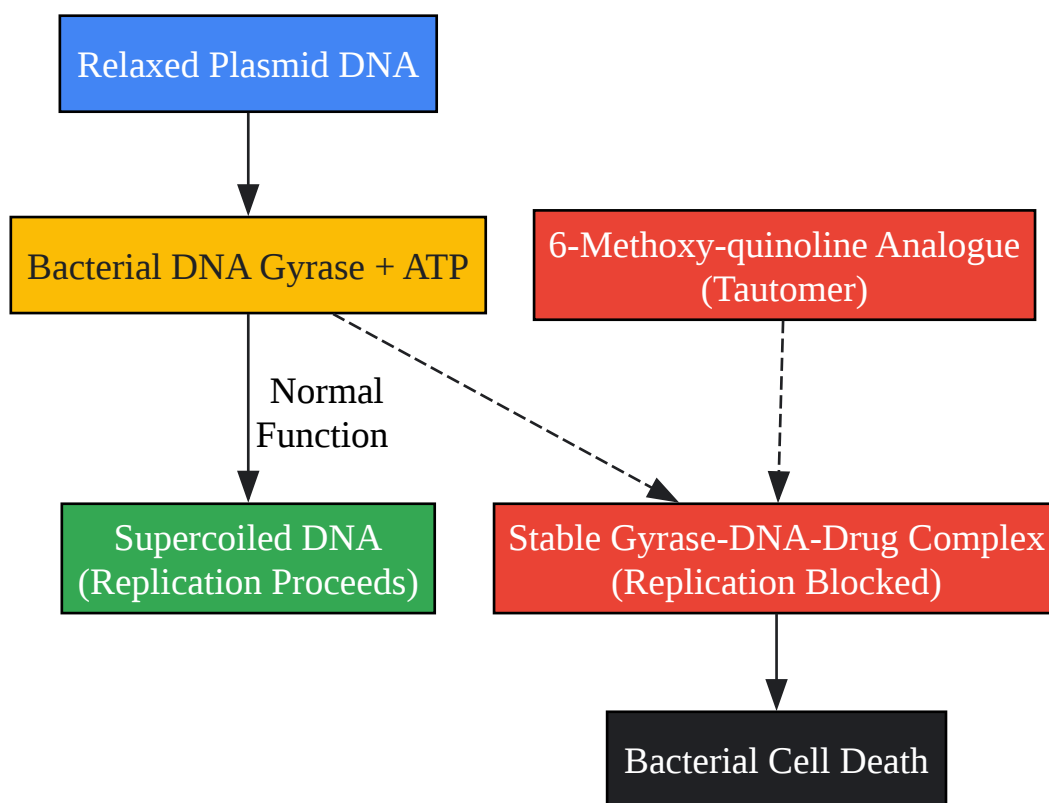 Relaxed Plasmid DNA
Bacterial DNA Gyrase + ATP
6-Methoxy-quinoline Analogue
(Tautomer)
Normal
Function
Supercoiled DNA
(Replication Proceeds)
Stable Gyrase-DNA-Drug Complex
(Replication Blocked)
Bacterial Cell Death